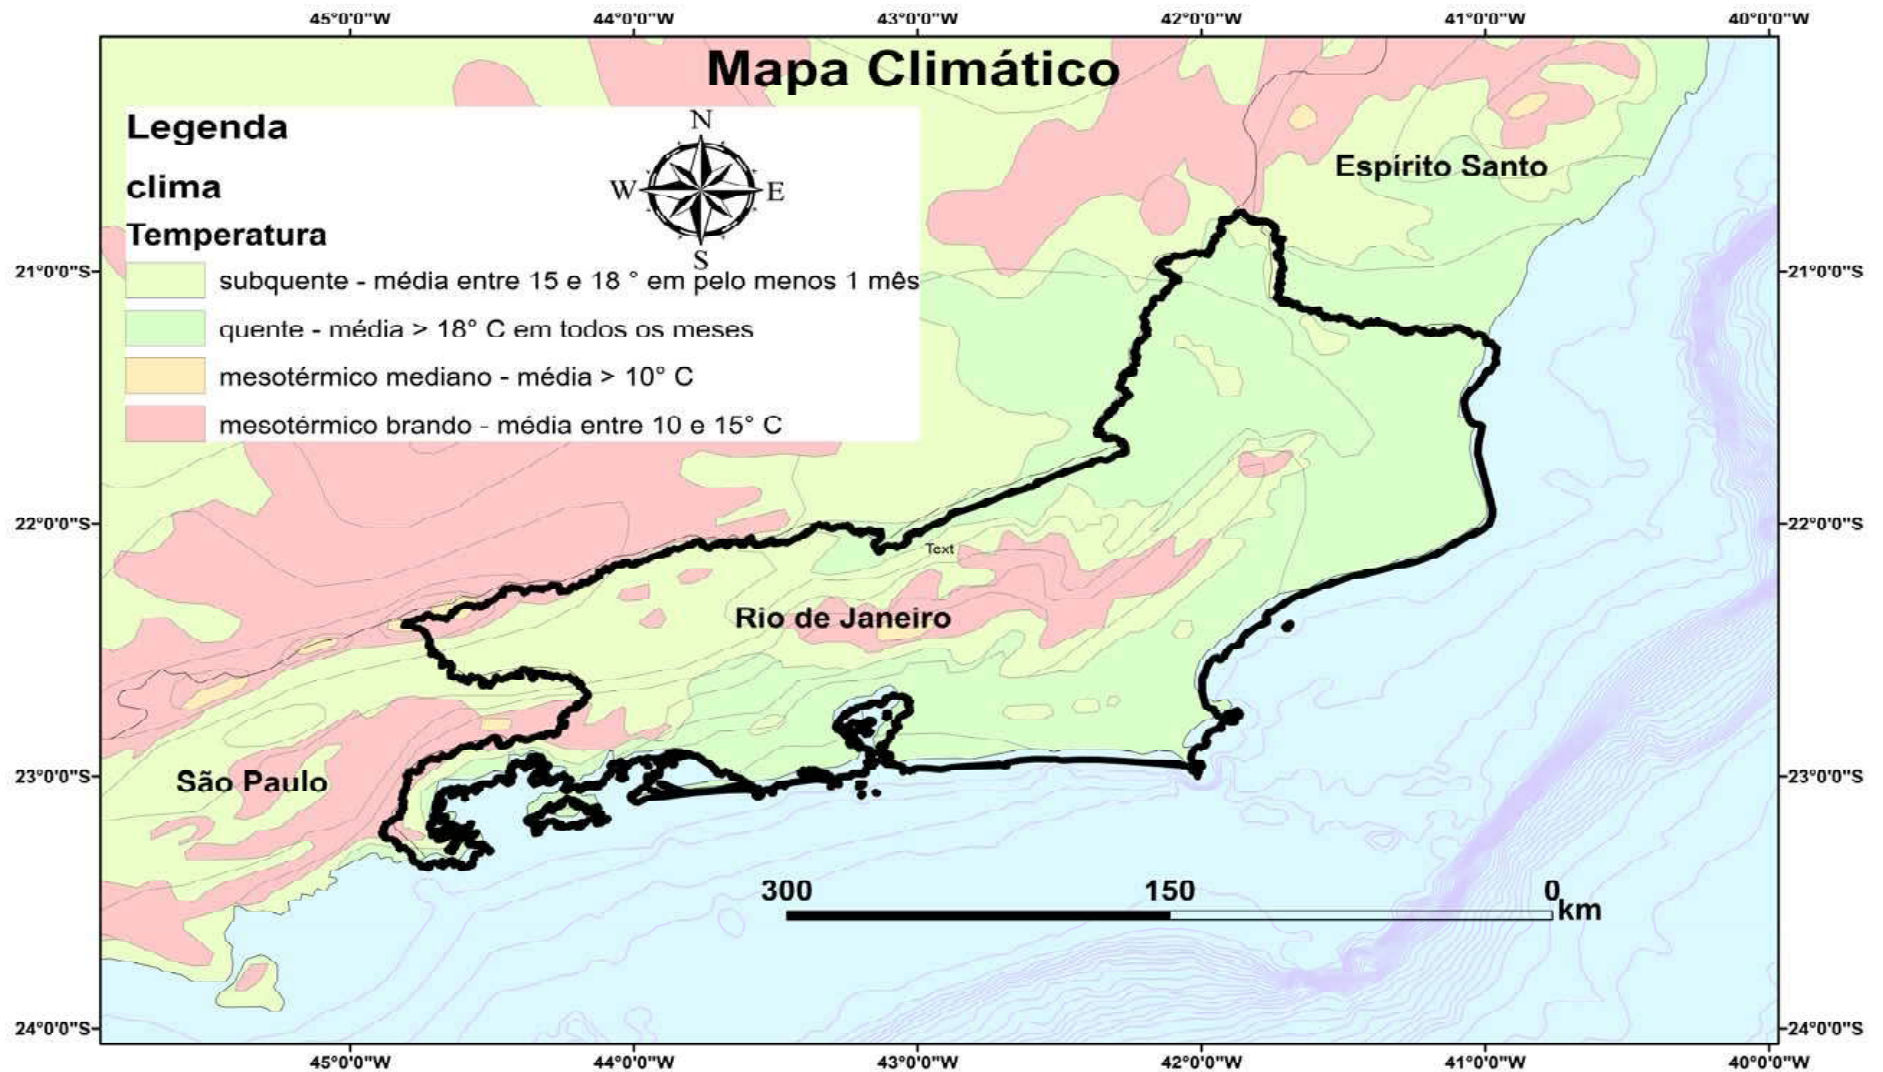 45°0'0"W 44°0'0"W 43°0'0"W 42°0'0"W 41°0'0"W 40°0'0"W
Mapa Climático
Legenda
N
clima
W E
Temperatura
S
subquente - média entre 15 e 18 ° em pelo menos 1 mês
quente - média > 18° C em todos os meses
mesotérmico mediano - média > 10° C
mesotérmico brando - média entre 10 e 15° C
Espírito Santo
21°0'0"S 21°0'0"S
22°0'0"S 22°0'0"S
Text
Rio de Janeiro
São Paulo
23°0'0"S 23°0'0"S
300 150 0
km
24°0'0"S 24°0'0"S
45°0'0"W 44°0'0"W 43°0'0"W 42°0'0"W 41°0'0"W 40°0'0"W